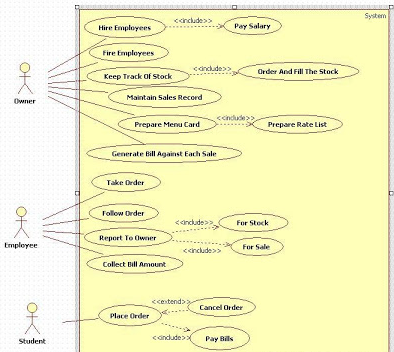 System
Hire Employees
<<include>>
Pay Salary
Fire Employees
Keep Track Of Stock
<<include>>
Order And Fill The Stock
Owner
Maintain Sales Record
Prepare Menu Card
<<include>>
Prepare Rate List
Generate Bill Against Each Sale
Take Order
Follow Order
Employee
Report To Owner
<<include>>
For Stock
For Sale
<<include>>
Collect Bill Amount
Student
Place Order
<<extend>>
Cancel Order
<<include>>
Pay Bills